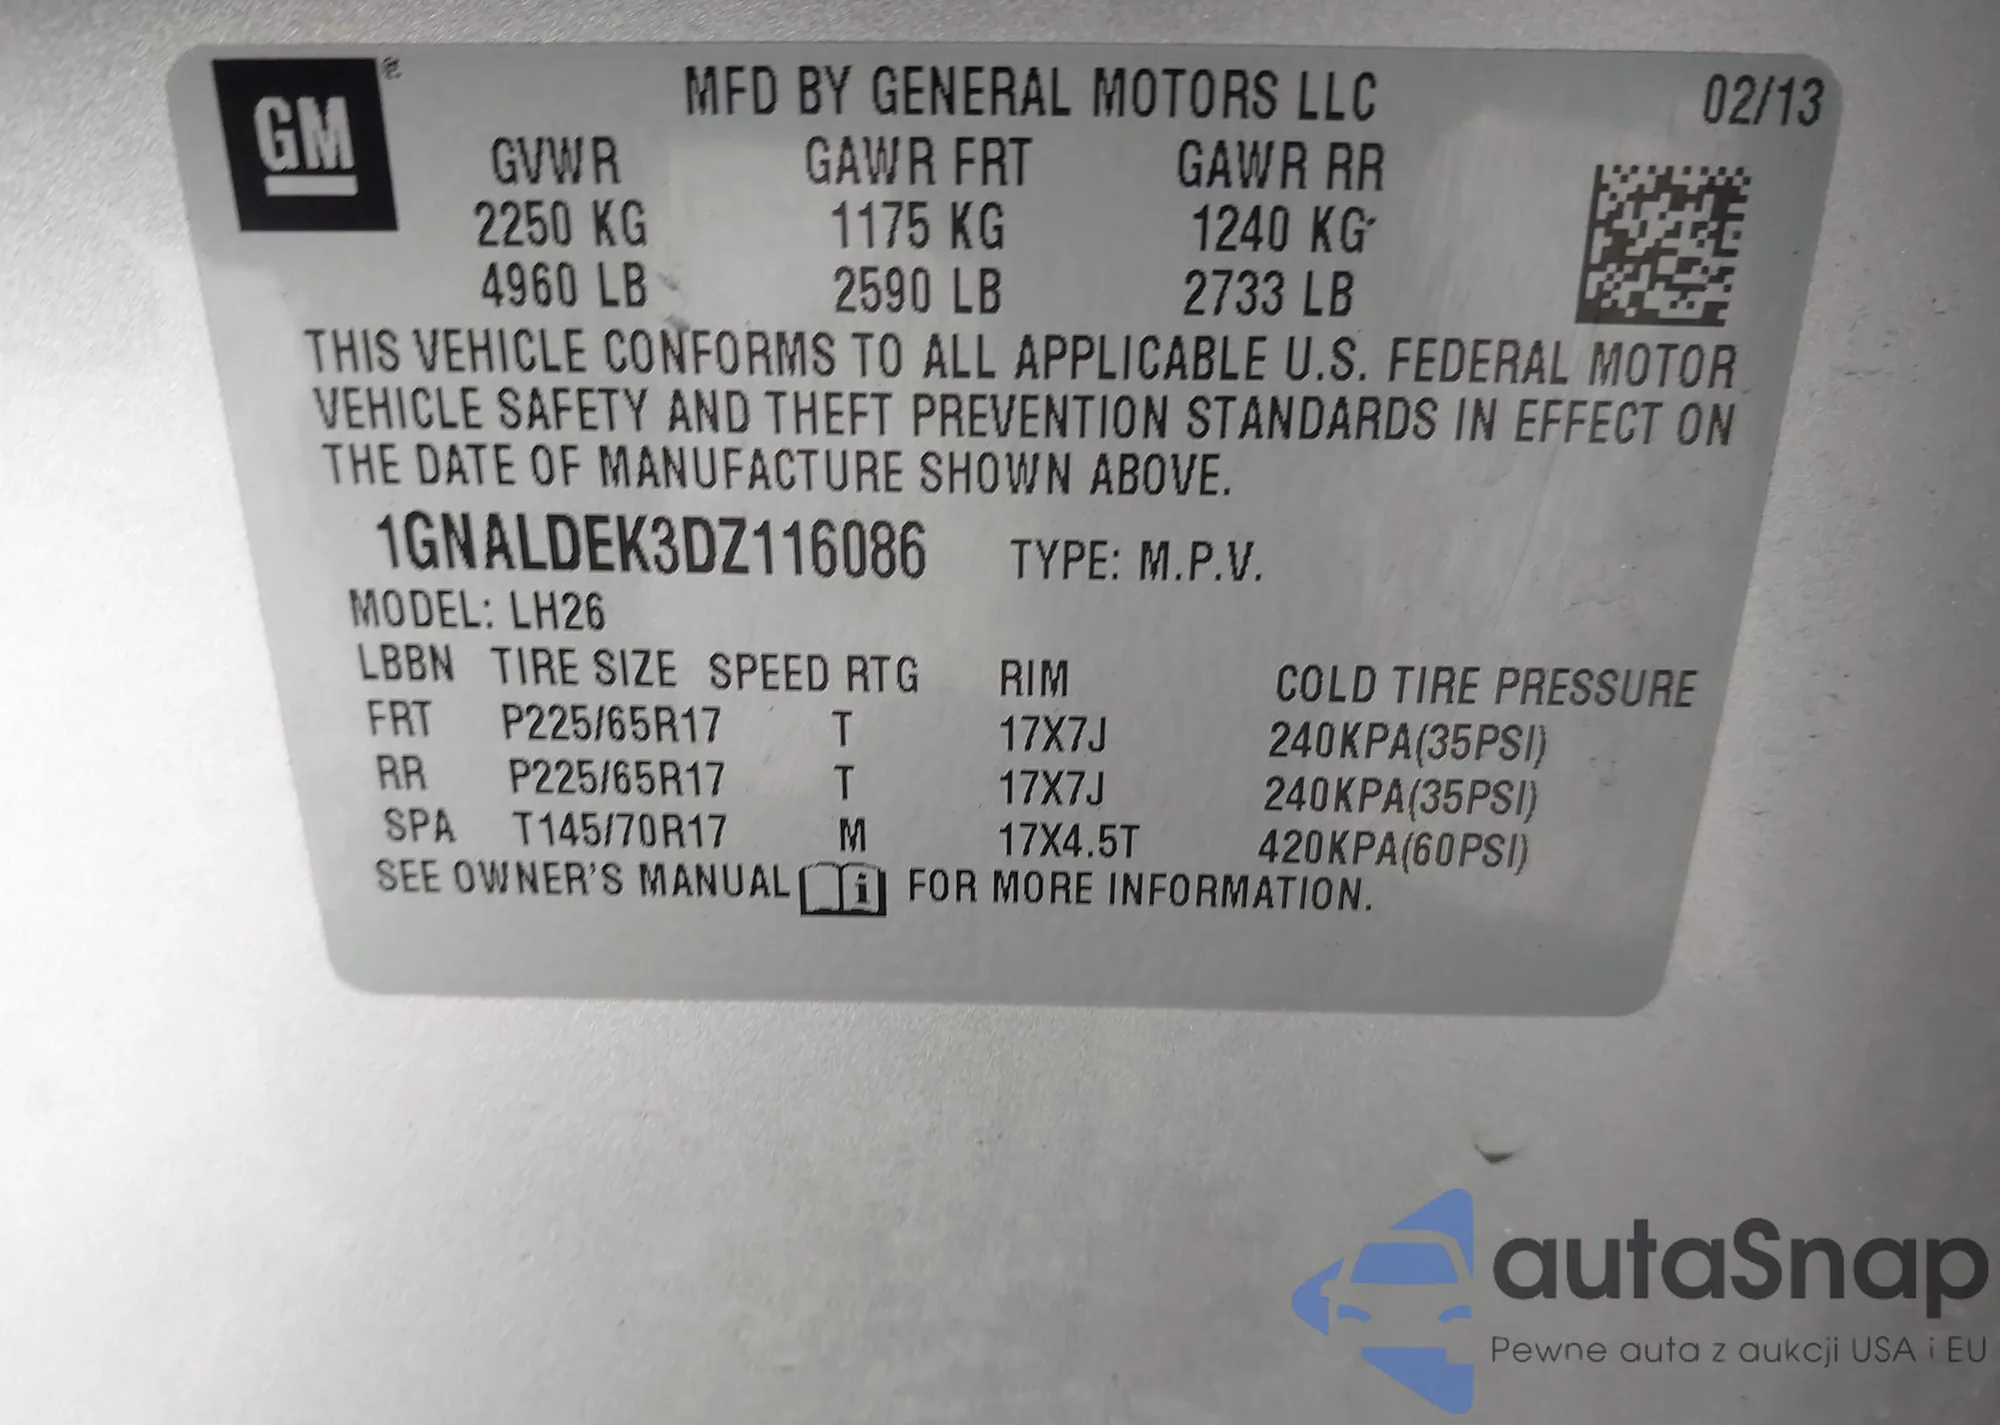 GM
MFD BY GENERAL MOTORS LLC 02/13
GVWR GAWR FRT GAWR RR
2250 KG 1175 KG 1240 KG
4960 LB 2590 LB 2733 LB
THIS VEHICLE CONFORMS TO ALL APPLICABLE U.S. FEDERAL MOTOR
VEHICLE SAFETY AND THEFT PREVENTION STANDARDS IN EFFECT ON
THE DATE OF MANUFACTURE SHOWN ABOVE.
1GNALDEK3DZ116086 TYPE: M.P.V.
MODEL: LH26
LBBN TIRE SIZE SPEED RTG RIM COLD TIRE PRESSURE
FRT P225/65R17 T 17X7J 240KPA(35PSI)
RR P225/65R17 T 17X7J 240KPA(35PSI)
SPA T145/70R17 M 17X4.5T 420KPA(60PSI)
SEE OWNER'S MANUAL i FOR MORE INFORMATION.
autaSnap
Pewne auta z aukcji USA i EU